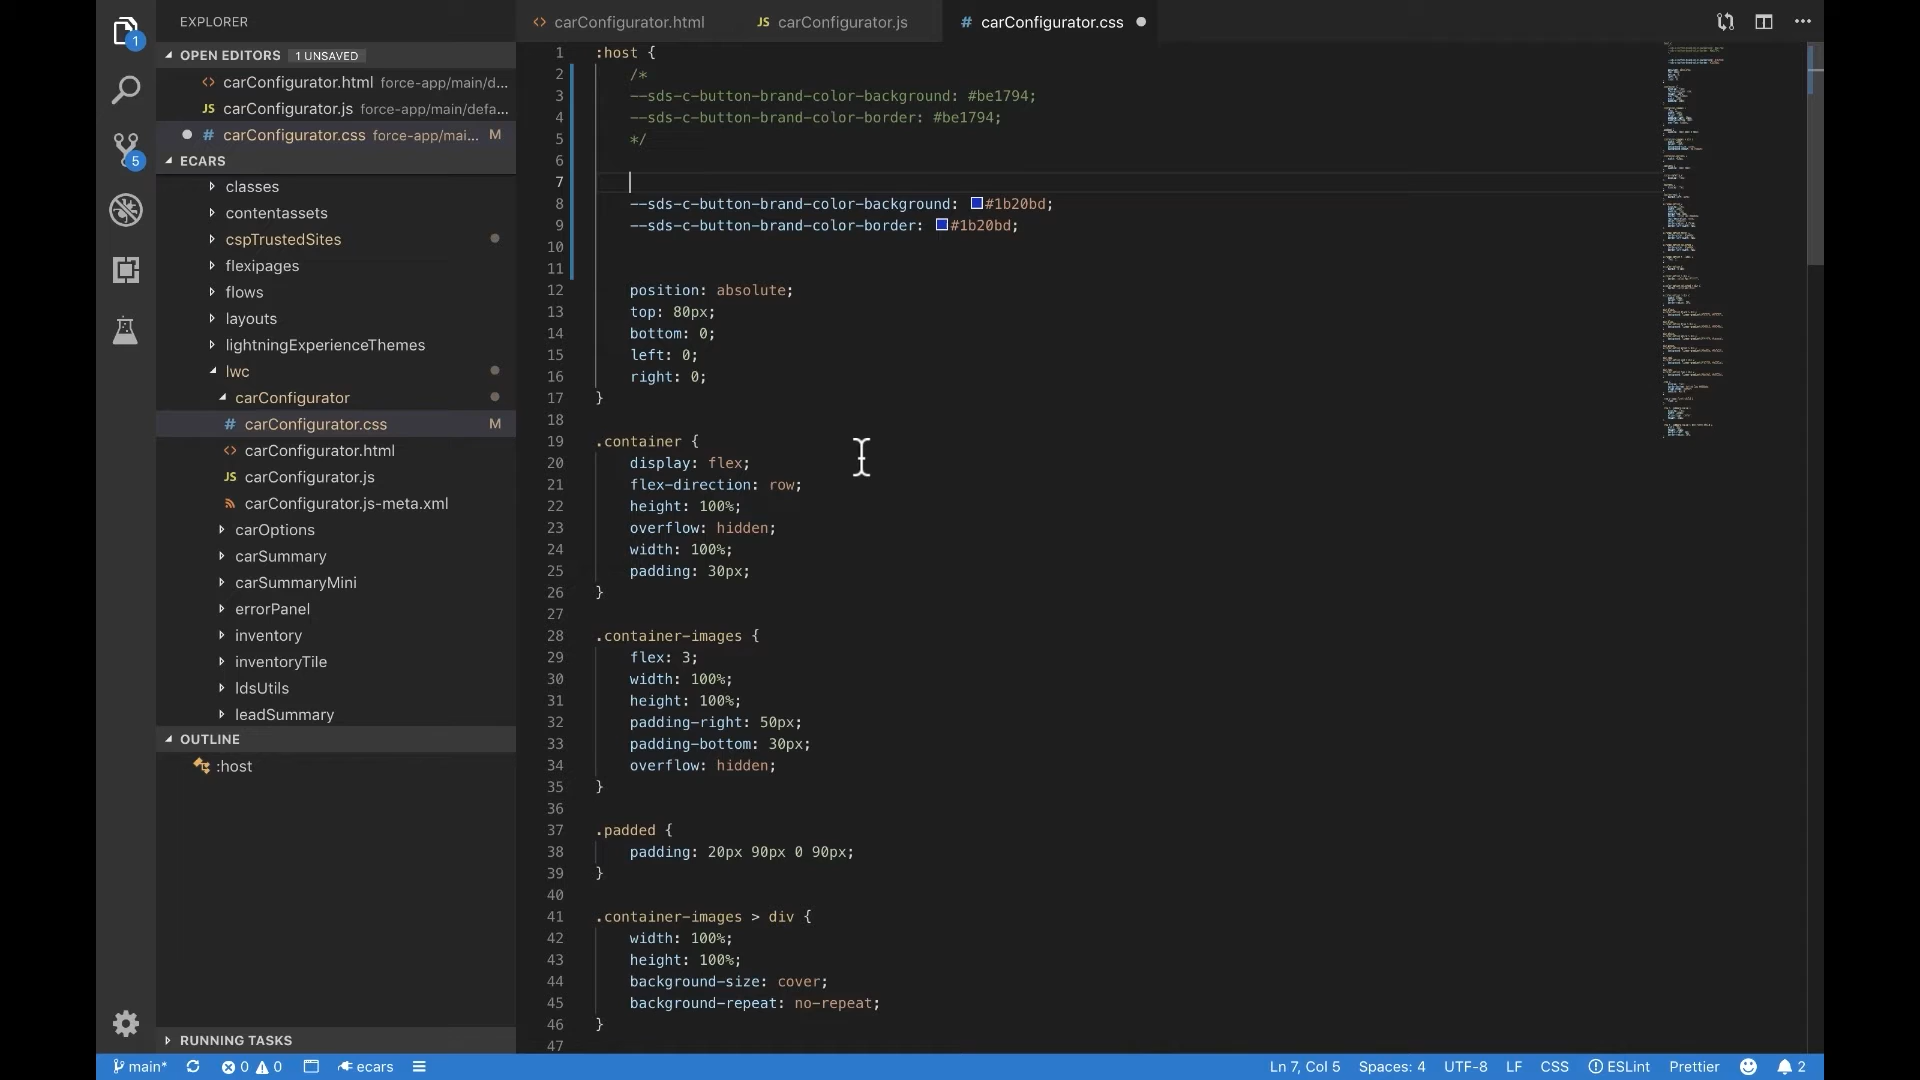 EXPLORER
OPEN EDITORS 1 UNSAVED
<> carConfigurator.html force-app/main/d...
JS carConfigurator.js force-app/main/defa...
# carConfigurator.css force-app/mai... M
ECARS
classes
contentassets
cspTrustedSites
flexipages
flows
layouts
lightningExperienceThemes
lwc
carConfigurator
# carConfigurator.css M
<> carConfigurator.html
JS carConfigurator.js
carConfigurator.js-meta.xml
carOptions
carSummary
carSummaryMini
errorPanel
inventory
inventoryTile
ldsUtils
leadSummary
OUTLINE
:host
RUNNING TASKS
1
5
<> carConfigurator.html JS carConfigurator.js # carConfigurator.css
1 :host {
2 /*
3 --sds-c-button-brand-color-background: #be1794;
4 --sds-c-button-brand-color-border: #be1794;
5 */
6
7
8 --sds-c-button-brand-color-background: #1b20bd;
9 --sds-c-button-brand-color-border: #1b20bd;
10
11
12 position: absolute;
13 top: 80px;
14 bottom: 0;
15 left: 0;
16 right: 0;
17 }
18
19 .container {
20 display: flex;
21 flex-direction: row;
22 height: 100%;
23 overflow: hidden;
24 width: 100%;
25 padding: 30px;
26 }
27
28 .container-images {
29 flex: 3;
30 width: 100%;
31 height: 100%;
32 padding-right: 50px;
33 padding-bottom: 30px;
34 overflow: hidden;
35 }
36
37 .padded {
38 padding: 20px 90px 0 90px;
39 }
40
41 .container-images > div {
42 width: 100%;
43 height: 100%;
44 background-size: cover;
45 background-repeat: no-repeat;
46 }
47
main* 0 0 ecars Ln 7, Col 5 Spaces: 4 UTF-8 LF CSS ESLint Prettier 2